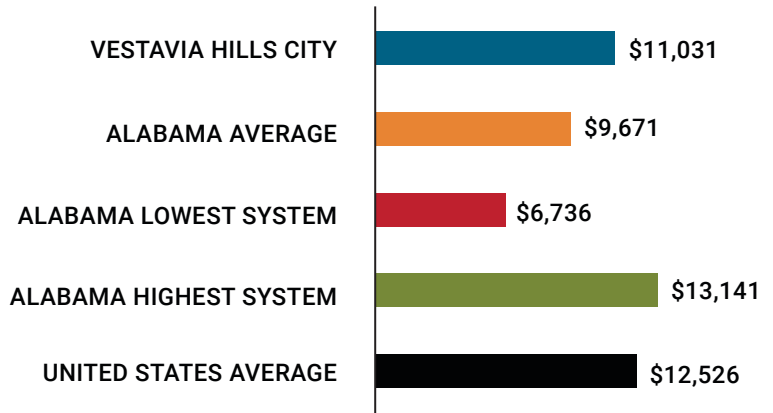 VESTAVIA HILLS CITY $11,031
ALABAMA AVERAGE $9,671
ALABAMA LOWEST SYSTEM $6,736
ALABAMA HIGHEST SYSTEM $13,141
UNITED STATES AVERAGE $12,526